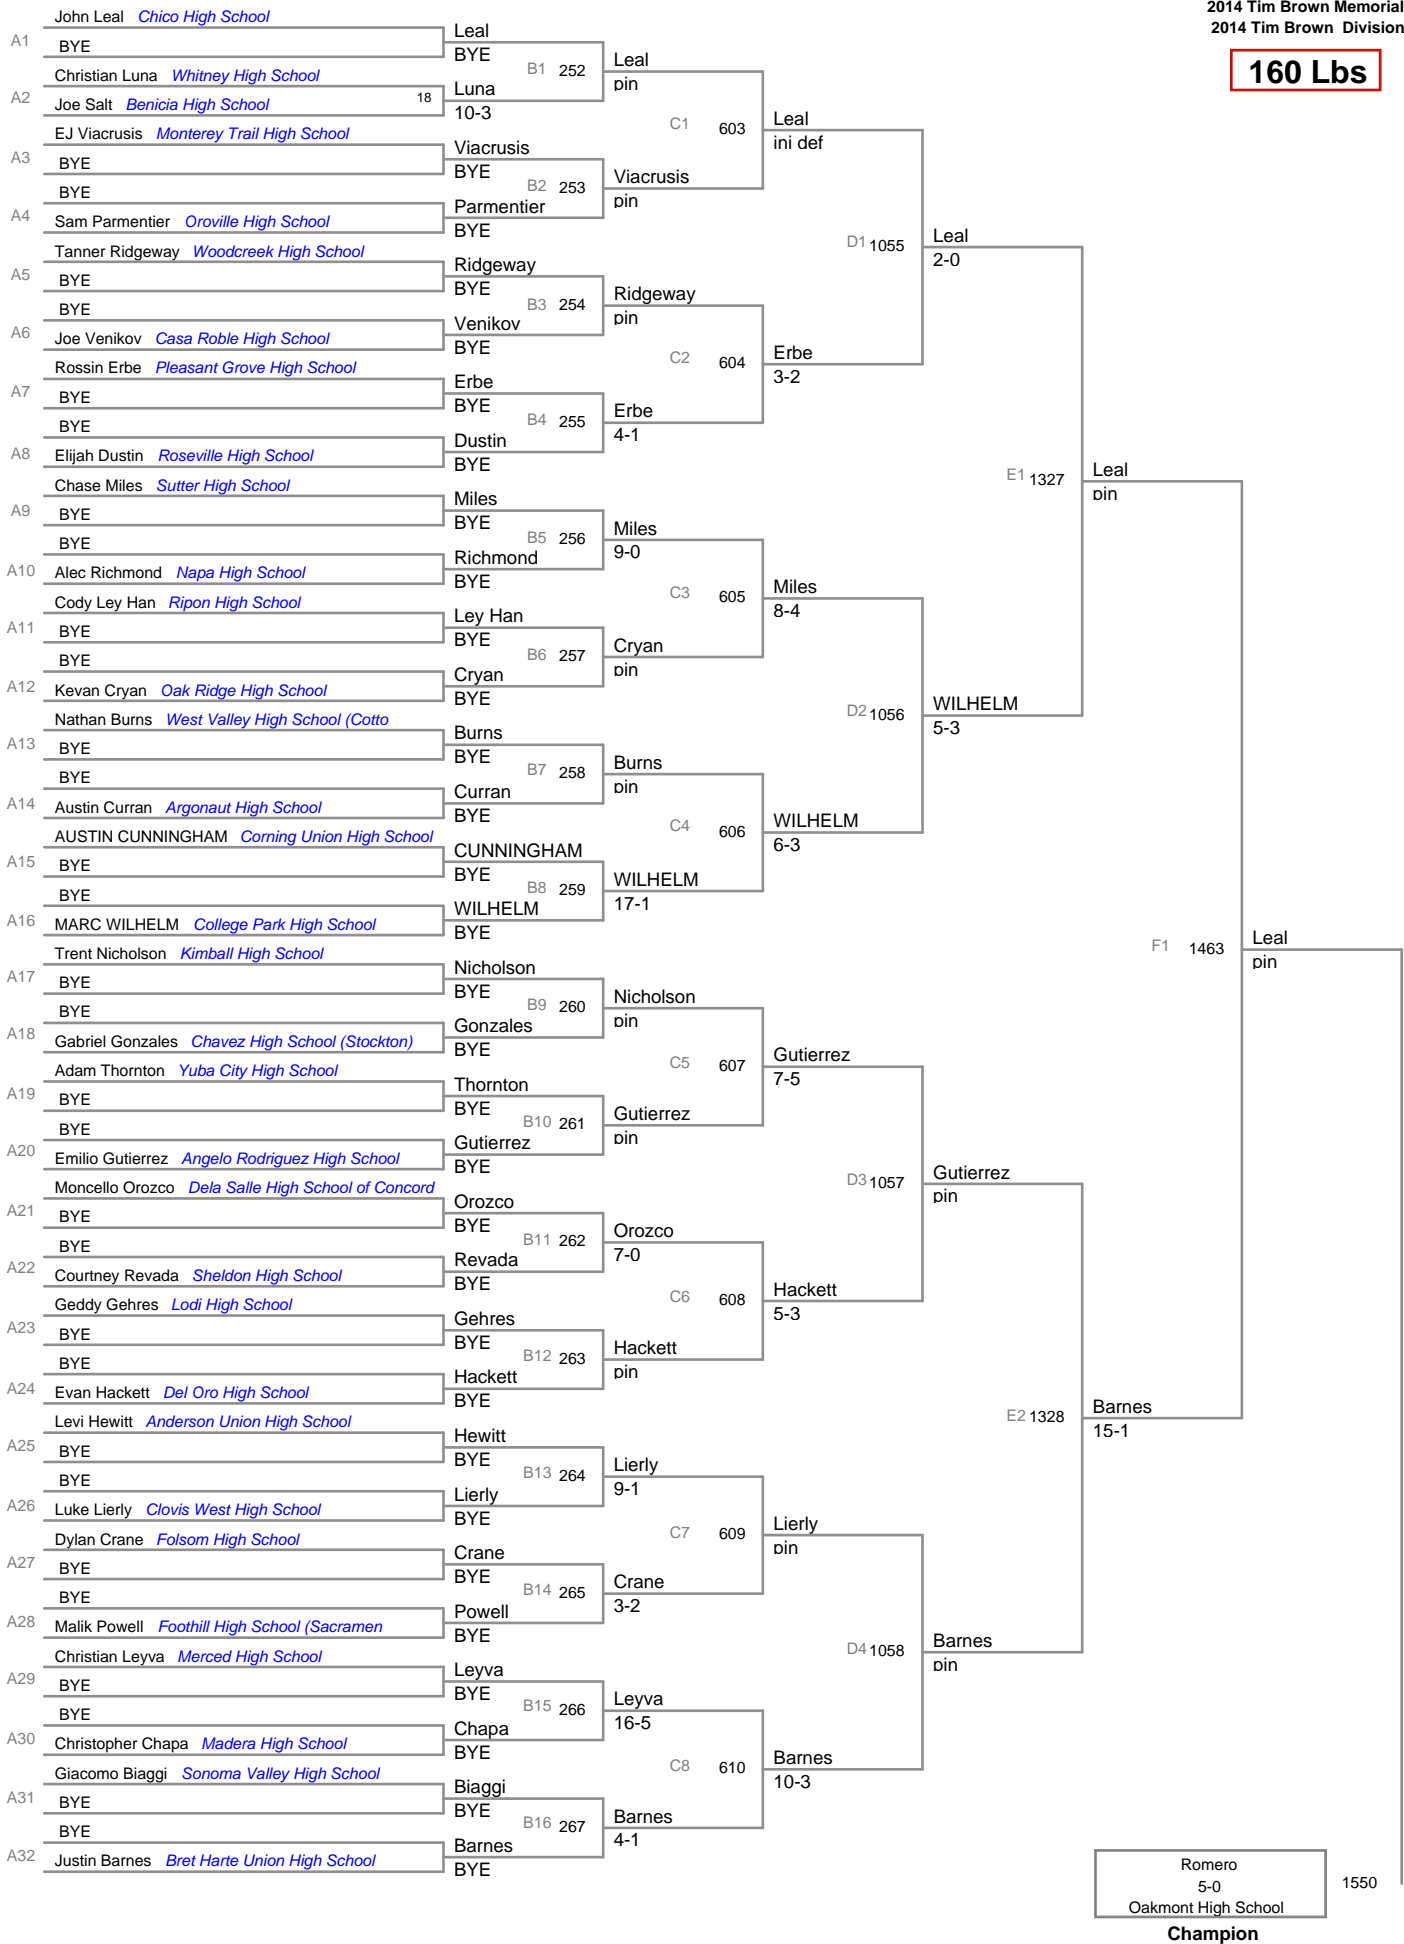 2014 Tim Brown Memorial
2014 Tim Brown Division
160 Lbs
John Leal Chico High School
A1
BYE
Leal
BYE
B1 252
Leal
pin
Christian Luna Whitney High School
A2
Joe Salt Benicia High School
18
Luna
10-3
C1 603
Leal
ini def
EJ Viacrusis Monterey Trail High School
A3
BYE
Viacrusis
BYE
B2 253
Viacrusis
pin
BYE
A4
Sam Parmentier Oroville High School
Parmentier
BYE
D1 1055
Leal
2-0
Tanner Ridgeway Woodcreek High School
A5
BYE
Ridgeway
BYE
B3 254
Ridgeway
pin
BYE
A6
Joe Venikov Casa Roble High School
Venikov
BYE
C2 604
Erbe
3-2
Rossin Erbe Pleasant Grove High School
A7
BYE
Erbe
BYE
B4 255
Erbe
4-1
BYE
A8
Elijah Dustin Roseville High School
Dustin
BYE
E1 1327
Leal
pin
Chase Miles Sutter High School
A9
BYE
Miles
BYE
B5 256
Miles
9-0
BYE
A10
Alec Richmond Napa High School
Richmond
BYE
C3 605
Miles
8-4
Cody Ley Han Ripon High School
A11
BYE
Ley Han
BYE
B6 257
Cryan
pin
BYE
A12
Kevan Cryan Oak Ridge High School
Cryan
BYE
D2 1056
WILHELM
5-3
Nathan Burns West Valley High School (Cotto
A13
BYE
Burns
BYE
B7 258
Burns
pin
BYE
A14
Austin Curran Argonaut High School
Curran
BYE
C4 606
WILHELM
6-3
AUSTIN CUNNINGHAM Corning Union High School
A15
BYE
CUNNINGHAM
BYE
B8 259
WILHELM
17-1
BYE
A16
MARC WILHELM College Park High School
WILHELM
BYE
F1 1463
Leal
pin
Trent Nicholson Kimball High School
A17
BYE
Nicholson
BYE
B9 260
Nicholson
pin
BYE
A18
Gabriel Gonzales Chavez High School (Stockton)
Gonzales
BYE
C5 607
Gutierrez
7-5
Adam Thornton Yuba City High School
A19
BYE
Thornton
BYE
B10 261
Gutierrez
pin
BYE
A20
Emilio Gutierrez Angelo Rodriguez High School
Gutierrez
BYE
D3 1057
Gutierrez
pin
Moncello Orozco Dela Salle High School of Concord
A21
BYE
Orozco
BYE
B11 262
Orozco
7-0
BYE
A22
Courtney Revada Sheldon High School
Revada
BYE
C6 608
Hackett
5-3
Geddy Gehres Lodi High School
A23
BYE
Gehres
BYE
B12 263
Hackett
pin
BYE
A24
Evan Hackett Del Oro High School
Hackett
BYE
E2 1328
Barnes
15-1
Levi Hewitt Anderson Union High School
A25
BYE
Hewitt
BYE
B13 264
Lierly
9-1
BYE
A26
Luke Lierly Clovis West High School
Lierly
BYE
C7 609
Lierly
pin
Dylan Crane Folsom High School
A27
BYE
Crane
BYE
B14 265
Crane
3-2
BYE
A28
Malik Powell Foothill High School (Sacramen
Powell
BYE
D4 1058
Barnes
pin
Christian Leyva Merced High School
A29
BYE
Leyva
BYE
B15 266
Leyva
16-5
BYE
A30
Christopher Chapa Madera High School
Chapa
BYE
C8 610
Barnes
10-3
Giacomo Biaggi Sonoma Valley High School
A31
BYE
Biaggi
BYE
B16 267
Barnes
4-1
BYE
A32
Justin Barnes Bret Harte Union High School
Barnes
BYE
Romero
5-0
Oakmont High School
1550
Champion